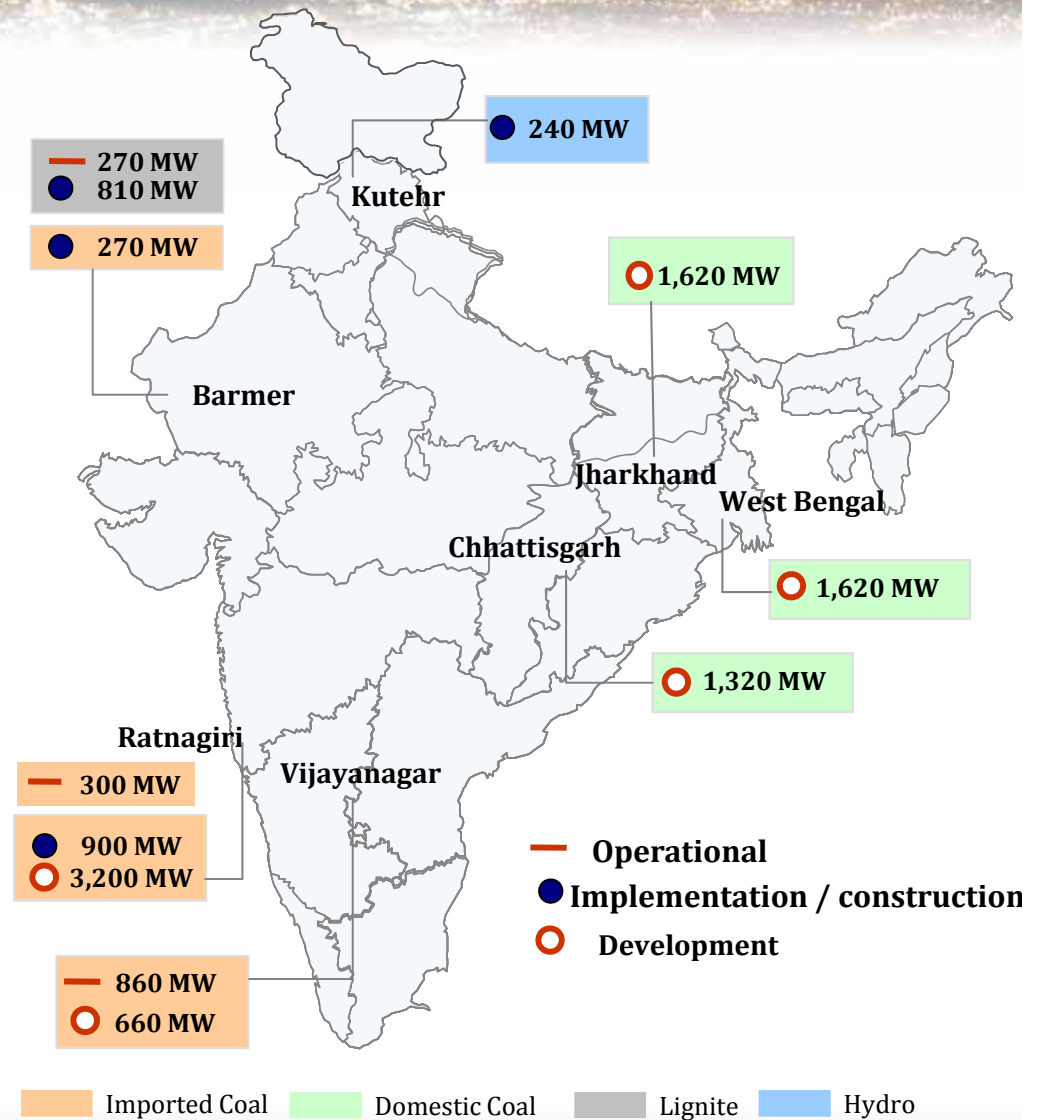 240 MW
270 MW
810 MW
Kutehr
270 MW
1,620 MW
Barmer
Jharkhand
West Bengal
Chhattisgarh
1,620 MW
1,320 MW
Ratnagiri
Vijayanagar
300 MW
900 MW
3,200 MW
Operational
Implementation / construction
Development
860 MW
660 MW
Imported Coal Domestic Coal Lignite Hydro